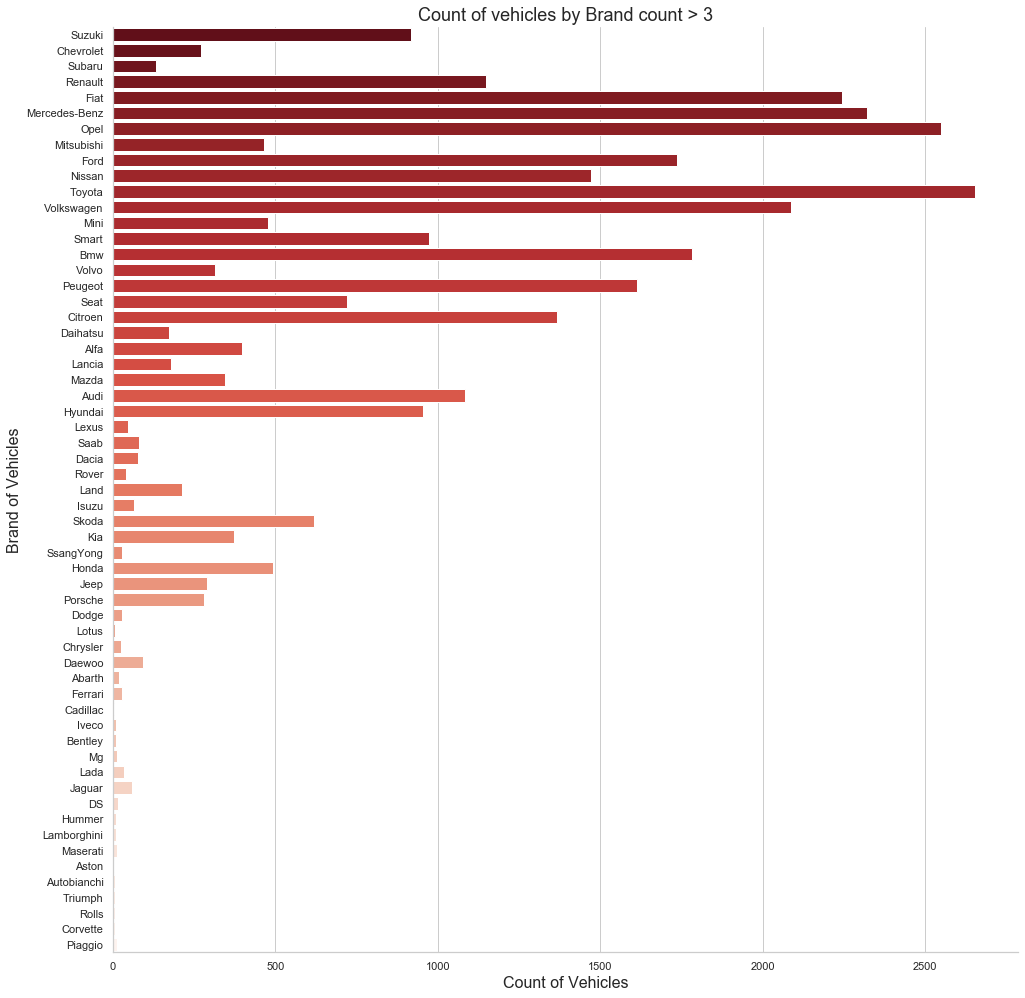 Count of vehicles by Brand count > 3
Suzuki
Chevrolet
Subaru
Renault
Fiat
Mercedes-Benz
Opel
Mitsubishi
Ford
Nissan
Toyota
Volkswagen
Mini
Smart
Bmw
Volvo
Peugeot
Seat
Citroen
Daihatsu
Alfa
Lancia
Mazda
Audi
Hyundai
Lexus
Saab
Dacia
Rover
Land
Isuzu
Skoda
Kia
SsangYong
Honda
Jeep
Porsche
Dodge
Lotus
Chrysler
Daewoo
Abarth
Ferrari
Cadillac
Iveco
Bentley
Mg
Lada
Jaguar
DS
Hummer
Lamborghini
Maserati
Aston
Autobianchi
Triumph
Rolls
Corvette
Piaggio
Brand of Vehicles
0 500 1000 1500 2000 2500
Count of Vehicles